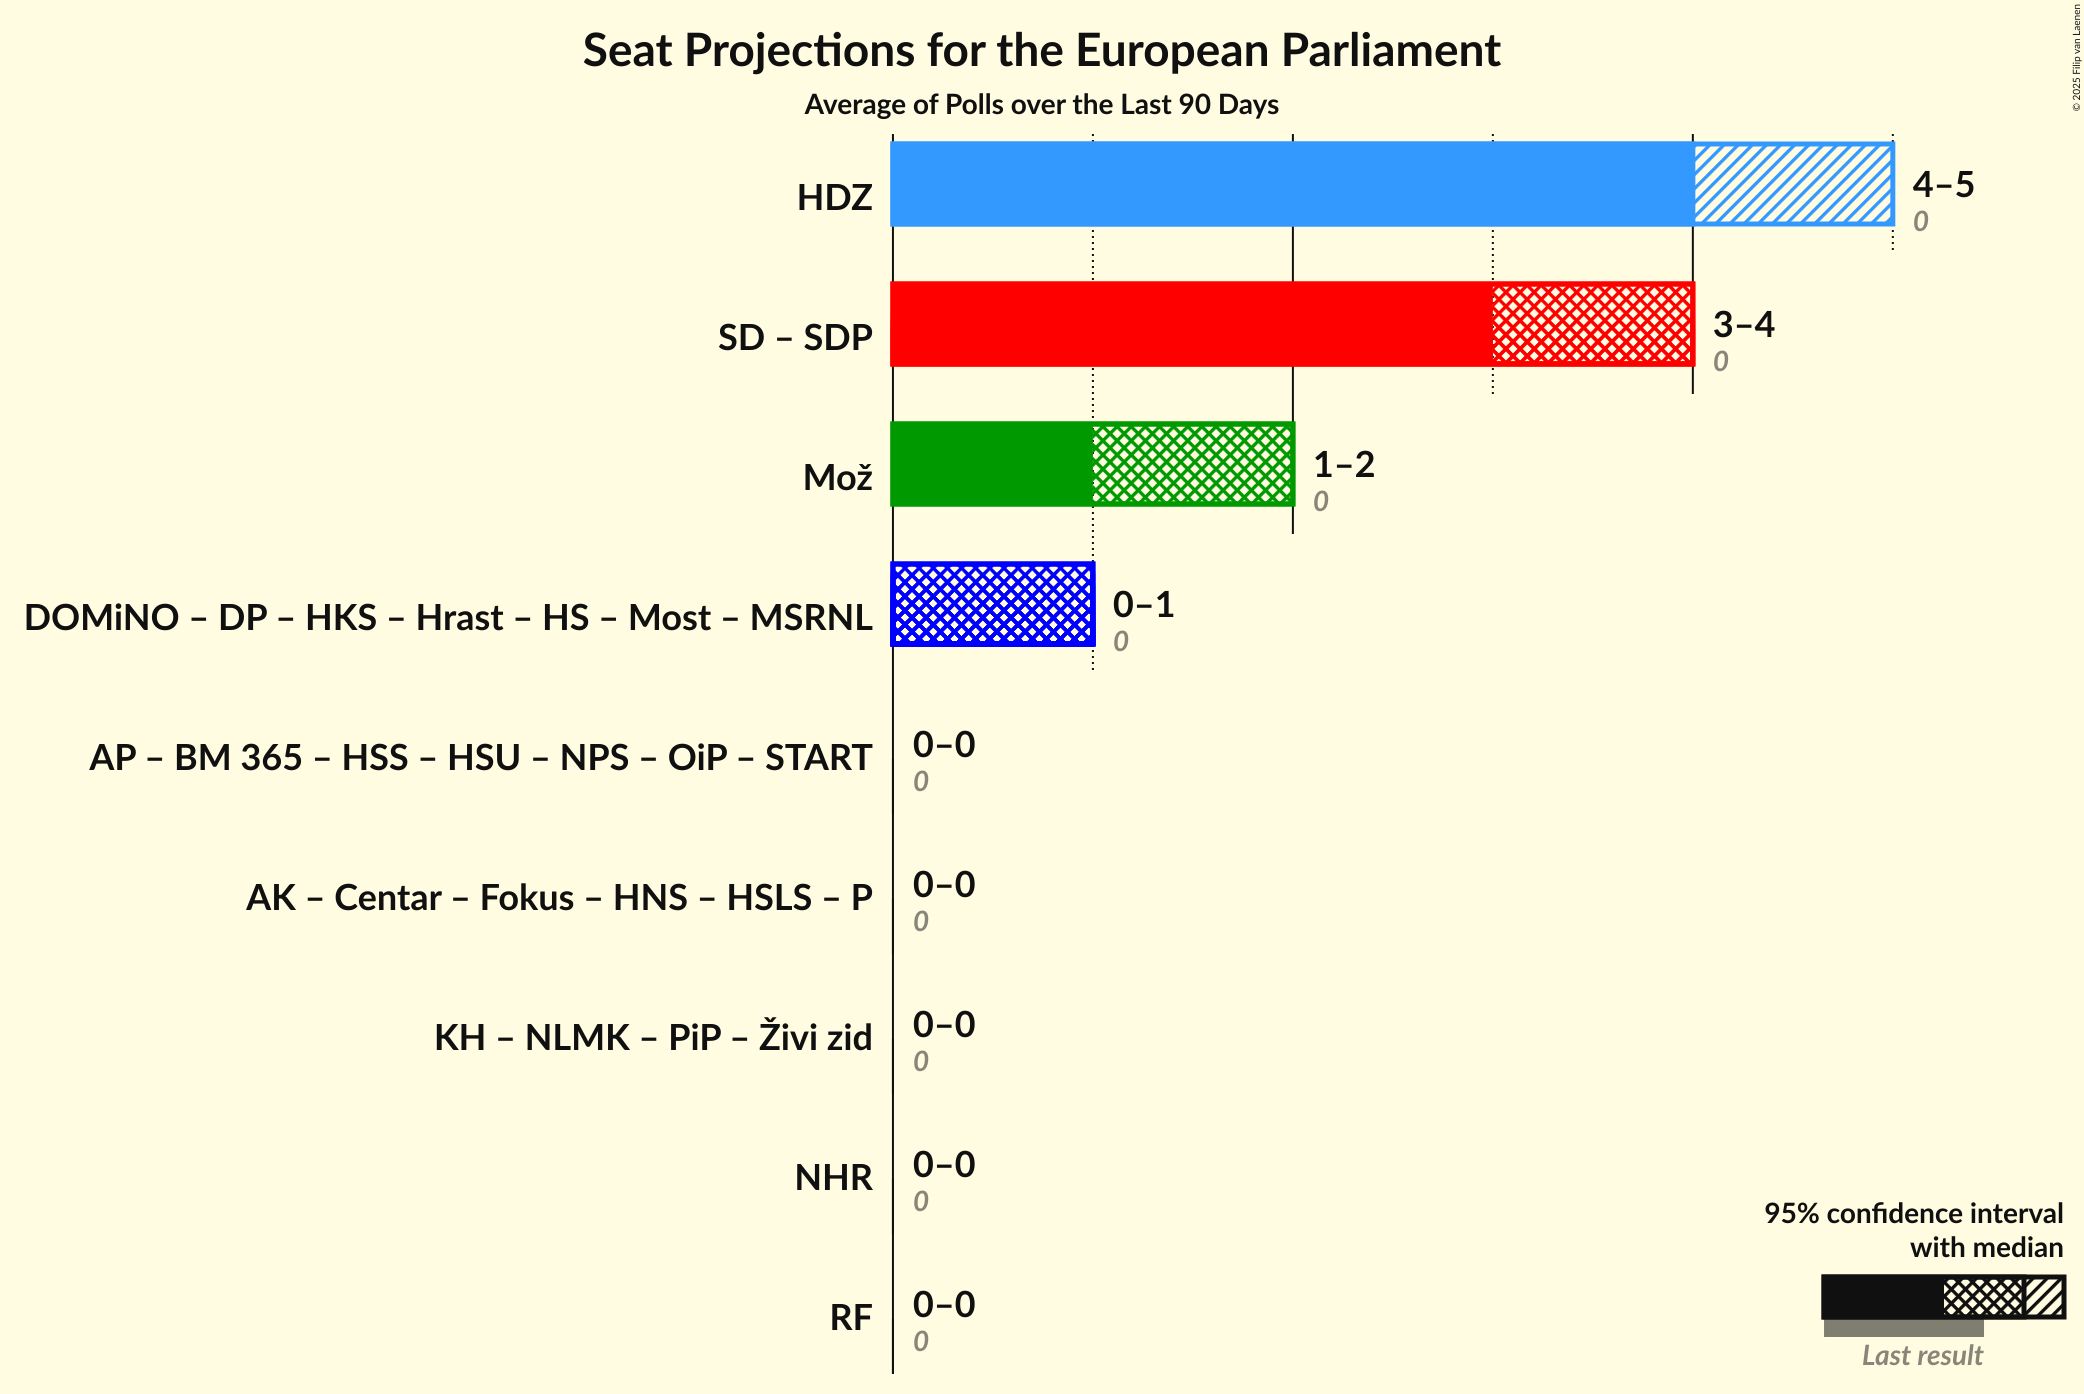 Seat Projections for the European Parliament
Average of Polls over the Last 90 Days
© 2025 Filip van Laenen
HDZ
4–5
0
SD – SDP
3–4
0
Mož
1–2
0
DOMiNO – DP – HKS – Hrast – HS – Most – MSRNL
0–1
0
AP – BM 365 – HSS – HSU – NPS – OiP – START
0–0
0
AK – Centar – Fokus – HNS – HSLS – P
0–0
0
KH – NLMK – PiP – Živi zid
0–0
0
NHR
0–0
0
RF
0–0
0
95% confidence interval
with median
Last result